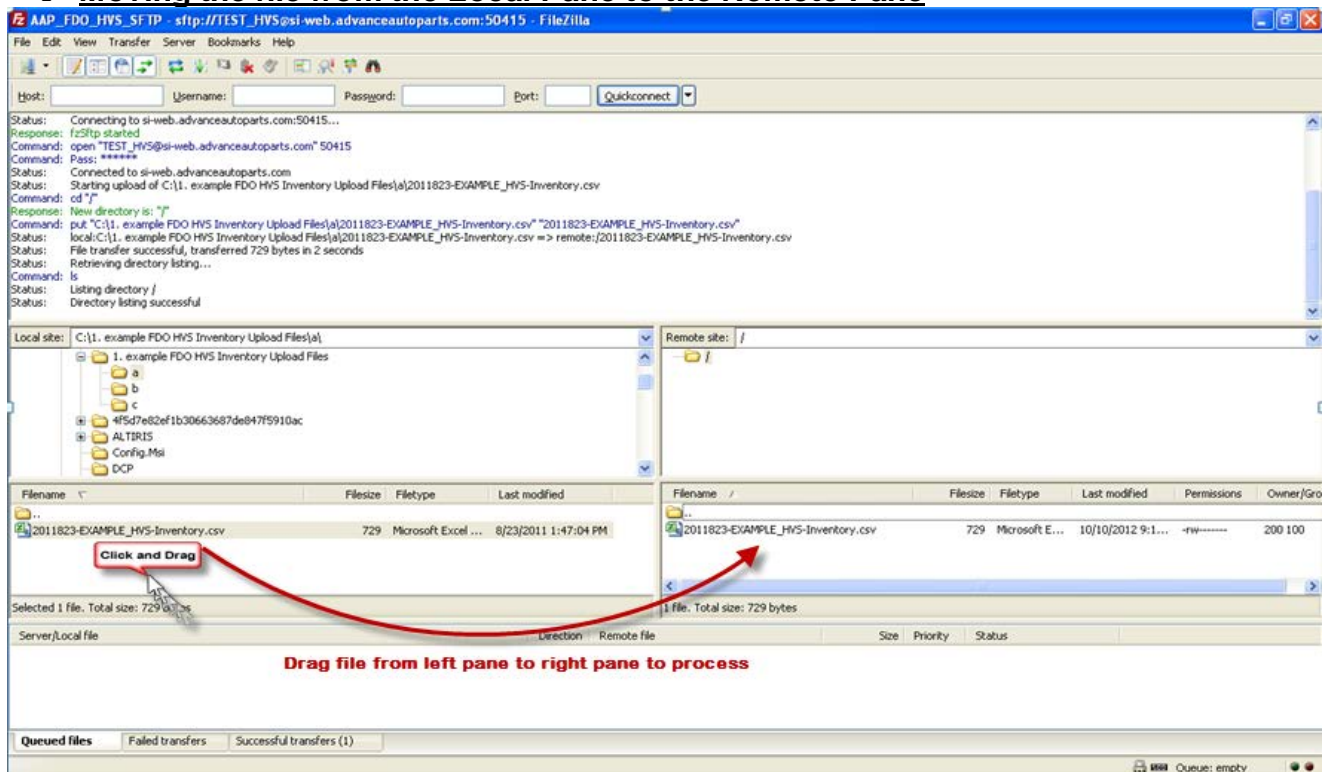 Moving the file from the Local Pane to the Remote Pane
AAP_FDO_HVS_SFTP - sftp://TEST_HVS@si-web.advanceautoparts.com:50415 - FileZilla
File Edit View Transfer Server Bookmarks Help
Host: Username: Password: Port: Quickconnect
Status: Connecting to si-web.advanceautoparts.com:50415...
Response: fzSftp started
Command: open "TEST_HVS@si-web.advanceautoparts.com" 50415
Command: Pass: ******
Status: Connected to si-web.advanceautoparts.com
Status: Starting upload of C:\1. example FDO HVS Inventory Upload Files\a\2011823-EXAMPLE_HVS-Inventory.csv
Command: cd "/"
Response: New directory is: "/"
Command: put "C:\1. example FDO HVS Inventory Upload Files\a\2011823-EXAMPLE_HVS-Inventory.csv" "2011823-EXAMPLE_HVS-Inventory.csv"
Status: local:C:\1. example FDO HVS Inventory Upload Files\a\2011823-EXAMPLE_HVS-Inventory.csv => remote:/2011823-EXAMPLE_HVS-Inventory.csv
Status: File transfer successful, transferred 729 bytes in 2 seconds
Status: Retrieving directory listing...
Command: ls
Status: Listing directory /
Status: Directory listing successful
Local site: C:\1. example FDO HVS Inventory Upload Files\a\
1. example FDO HVS Inventory Upload Files
a
b
c
4f5d7e82ef1b30663687de847f5910ac
ALTIRIS
Config.Msi
DCP
Remote site: /
/
Filename Filesize Filetype Last modified
..
2011823-EXAMPLE_HVS-Inventory.csv 729 Microsoft Excel ... 8/23/2011 1:47:04 PM
Click and Drag
Selected 1 file. Total size: 729 bytes
Filename Filesize Filetype Last modified Permissions Owner/Gro
..
2011823-EXAMPLE_HVS-Inventory.csv 729 Microsoft E... 10/10/2012 9:1... -rw------- 200 100
1 file. Total size: 729 bytes
Server/Local file Direction Remote file Size Priority Status
Drag file from left pane to right pane to process
Queued files Failed transfers Successful transfers (1)
Queue: empty